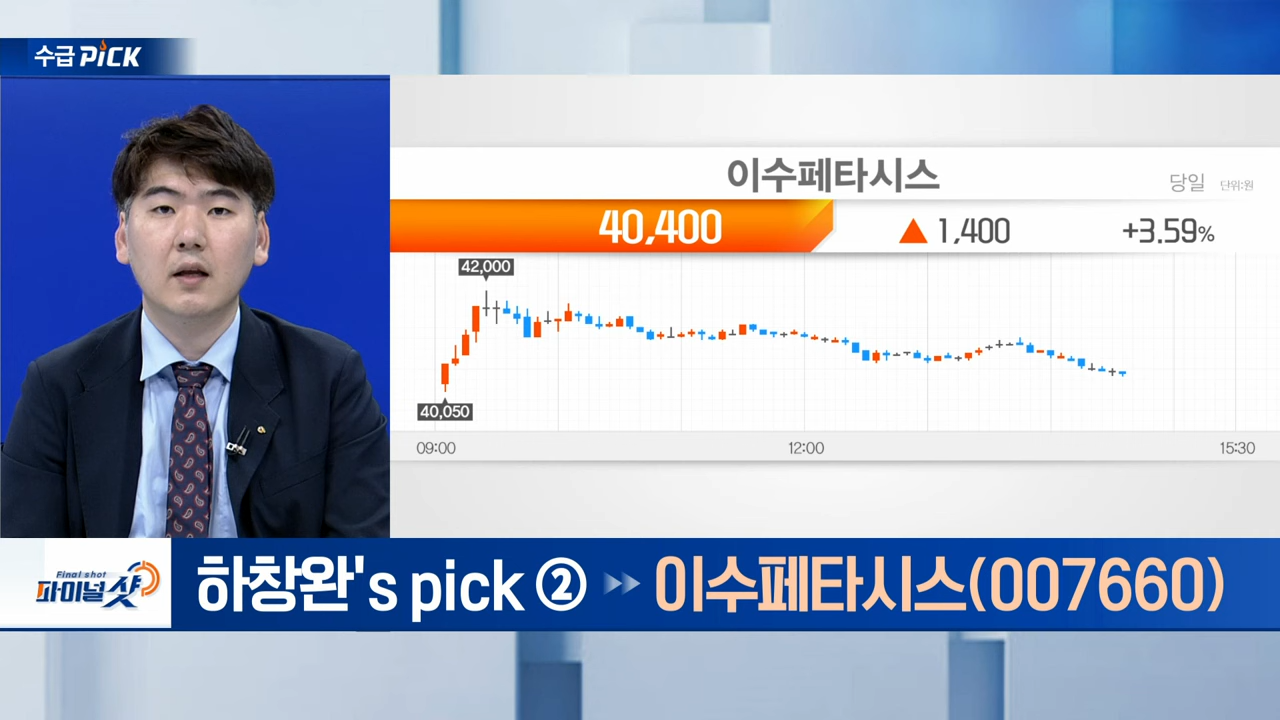 수급 PICK
이수페타시스
당일 단위:원
40,400 ▲ 1,400 +3.59%
42,000
40,050
09:00 12:00 15:30
Final shot
파이널샷
하창완's pick ② ▶▶ 이수페타시스(007660)